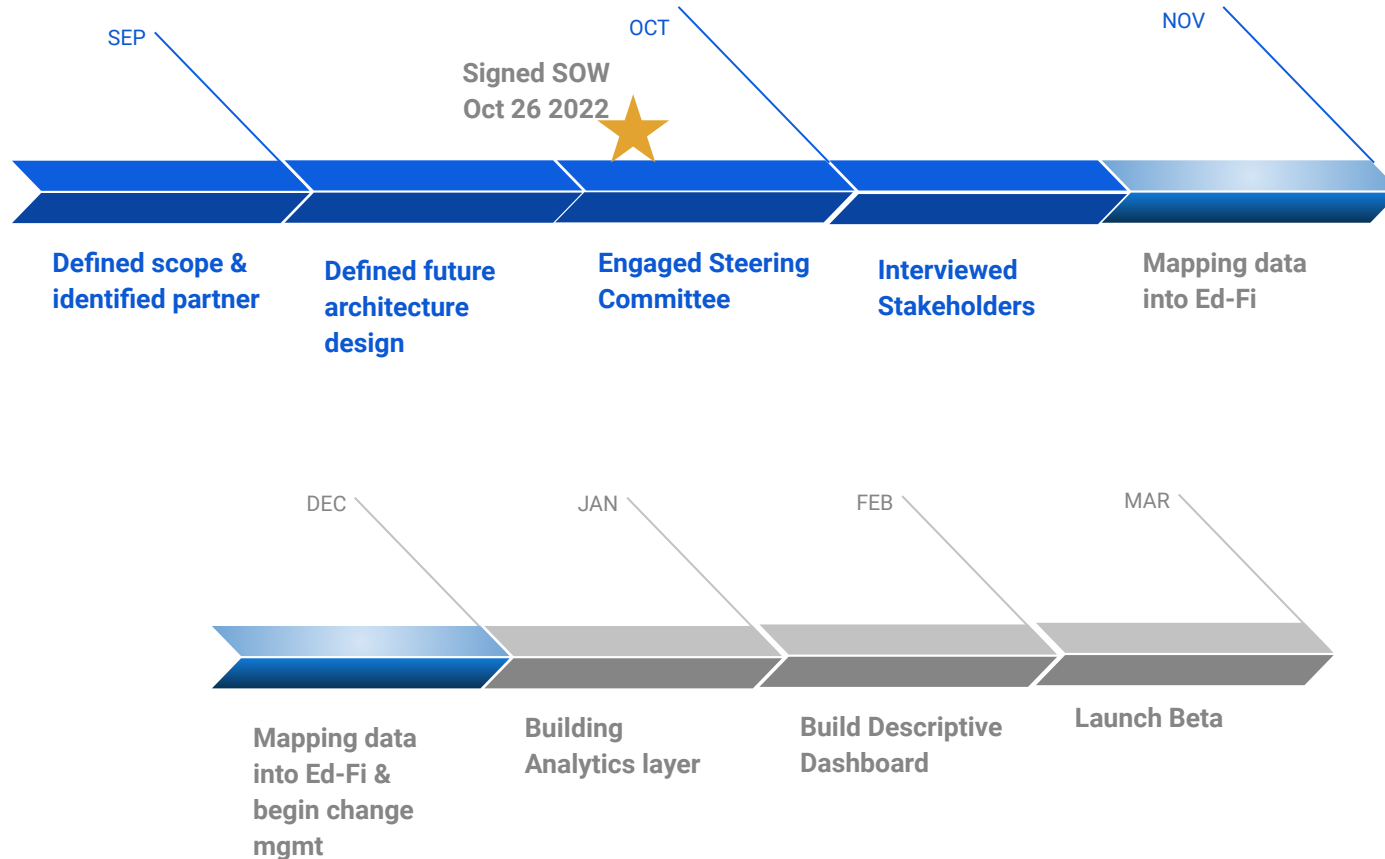 SEP
OCT
NOV
Signed SOW
Oct 26 2022
Defined scope &
identified partner
Defined future
architecture
design
Engaged Steering
Committee
Interviewed
Stakeholders
Mapping data
into Ed-Fi
DEC
JAN
FEB
MAR
Mapping data
into Ed-Fi &
begin change
mgmt
Building
Analytics layer
Build Descriptive
Dashboard
Launch Beta